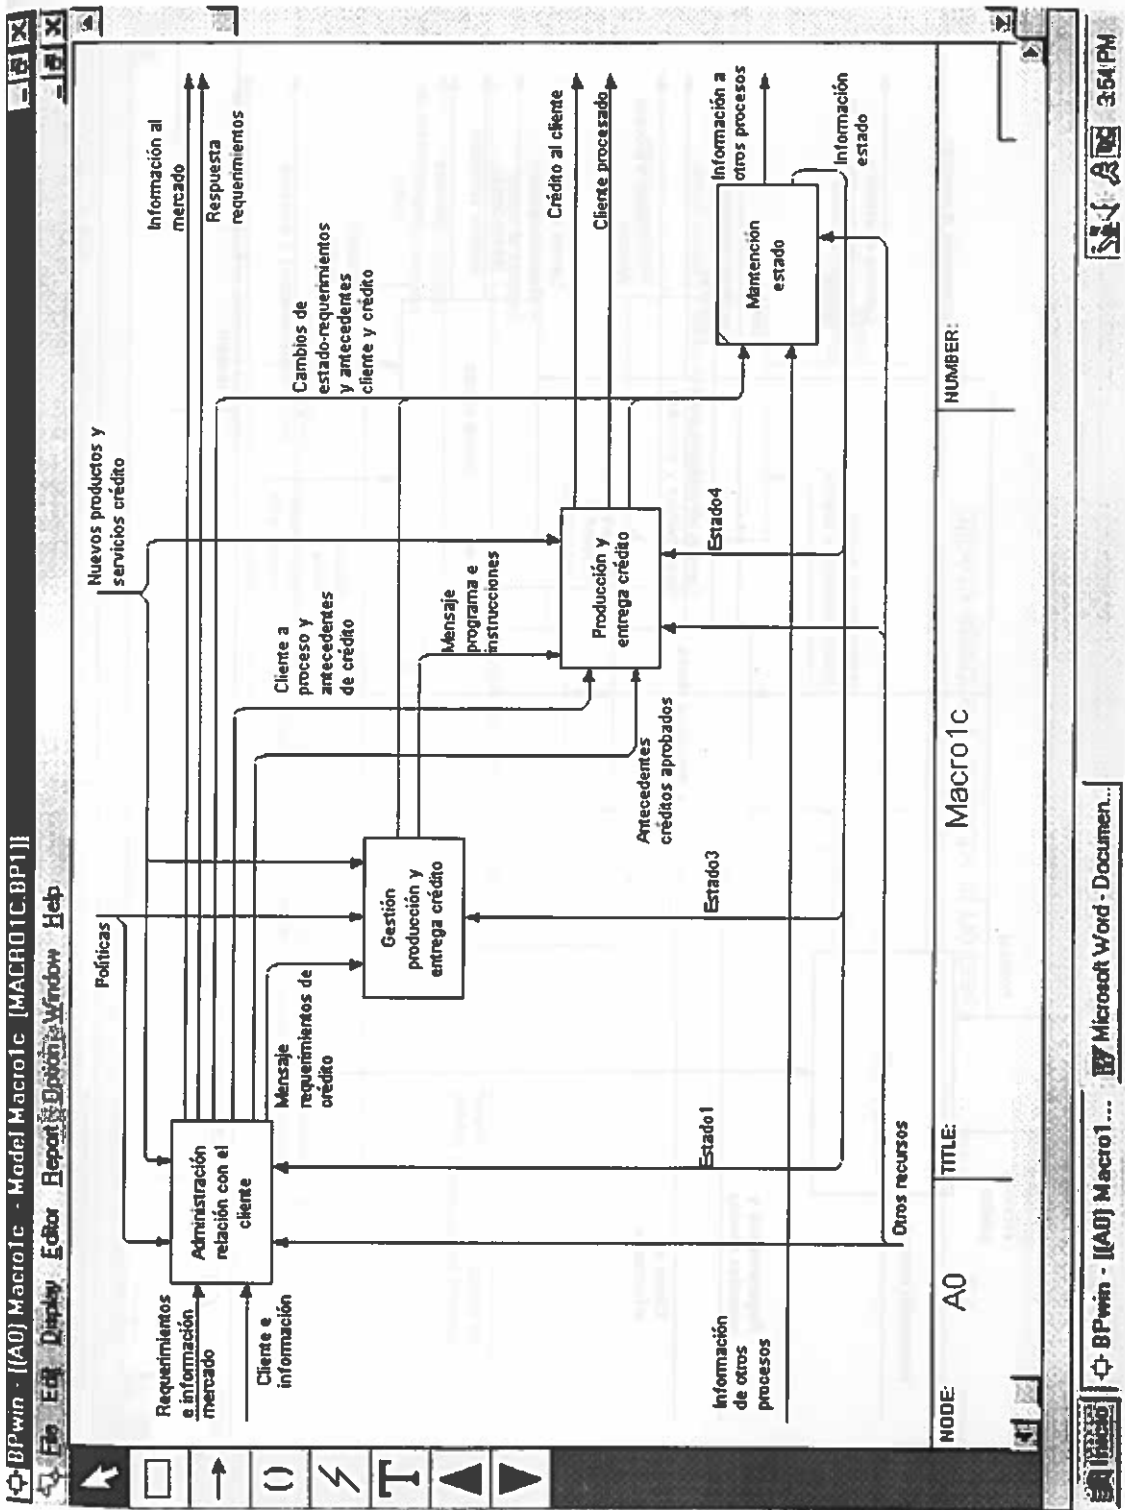 BPwin - [(A0) Macro1c - Model Macro1c [MACRO1C.BP1]]
File Edit Display Editor Report Option Window Help
Políticas
Nuevos productos y
servicios crédito
Información al
mercado
Respuesta
requerimientos
Requerimientos
e información
mercado
Cliente e
información
Administración
relación con el
cliente
Mensaje
requerimientos de
crédito
Gestión
producción y
entrega crédito
Cliente a
proceso y
antecedentes
de crédito
Mensaje
programa e
instrucciones
Cambios de
estado-requerimientos
y antecedentes
cliente y crédito
Crédito al cliente
Cliente procesado
Producción y
entrega crédito
Antecedentes
créditos aprobados
Información a
otros procesos
Mantención
estado
Información
estado
Estado1
Estado3
Estado4
Información
de otros
procesos
Otros recursos
NODE:
A0
TITLE:
Macro1c
NUMBER:
Inicio
BPwin - [(A0) Macro1...
Microsoft Word - Documen...
3:54 PM